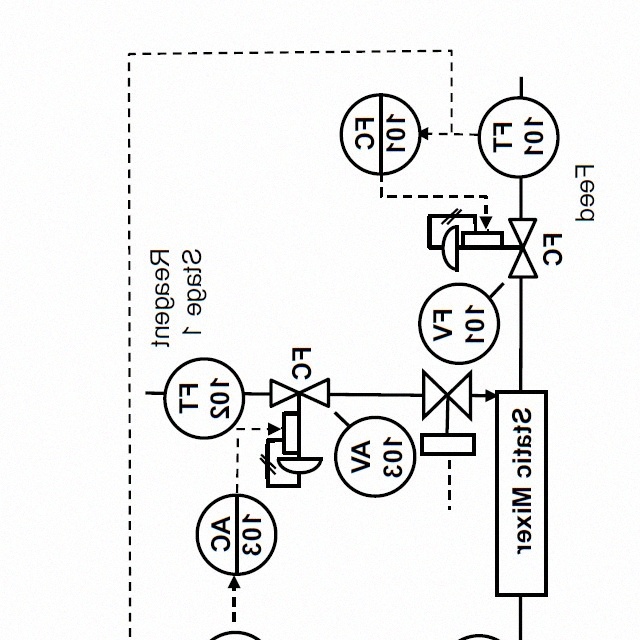 FT
101
FC
101
Feed
FC
FV
101
Reagent
Stage 1
FT
102
FC
AV
103
Static Mixer
AC
103